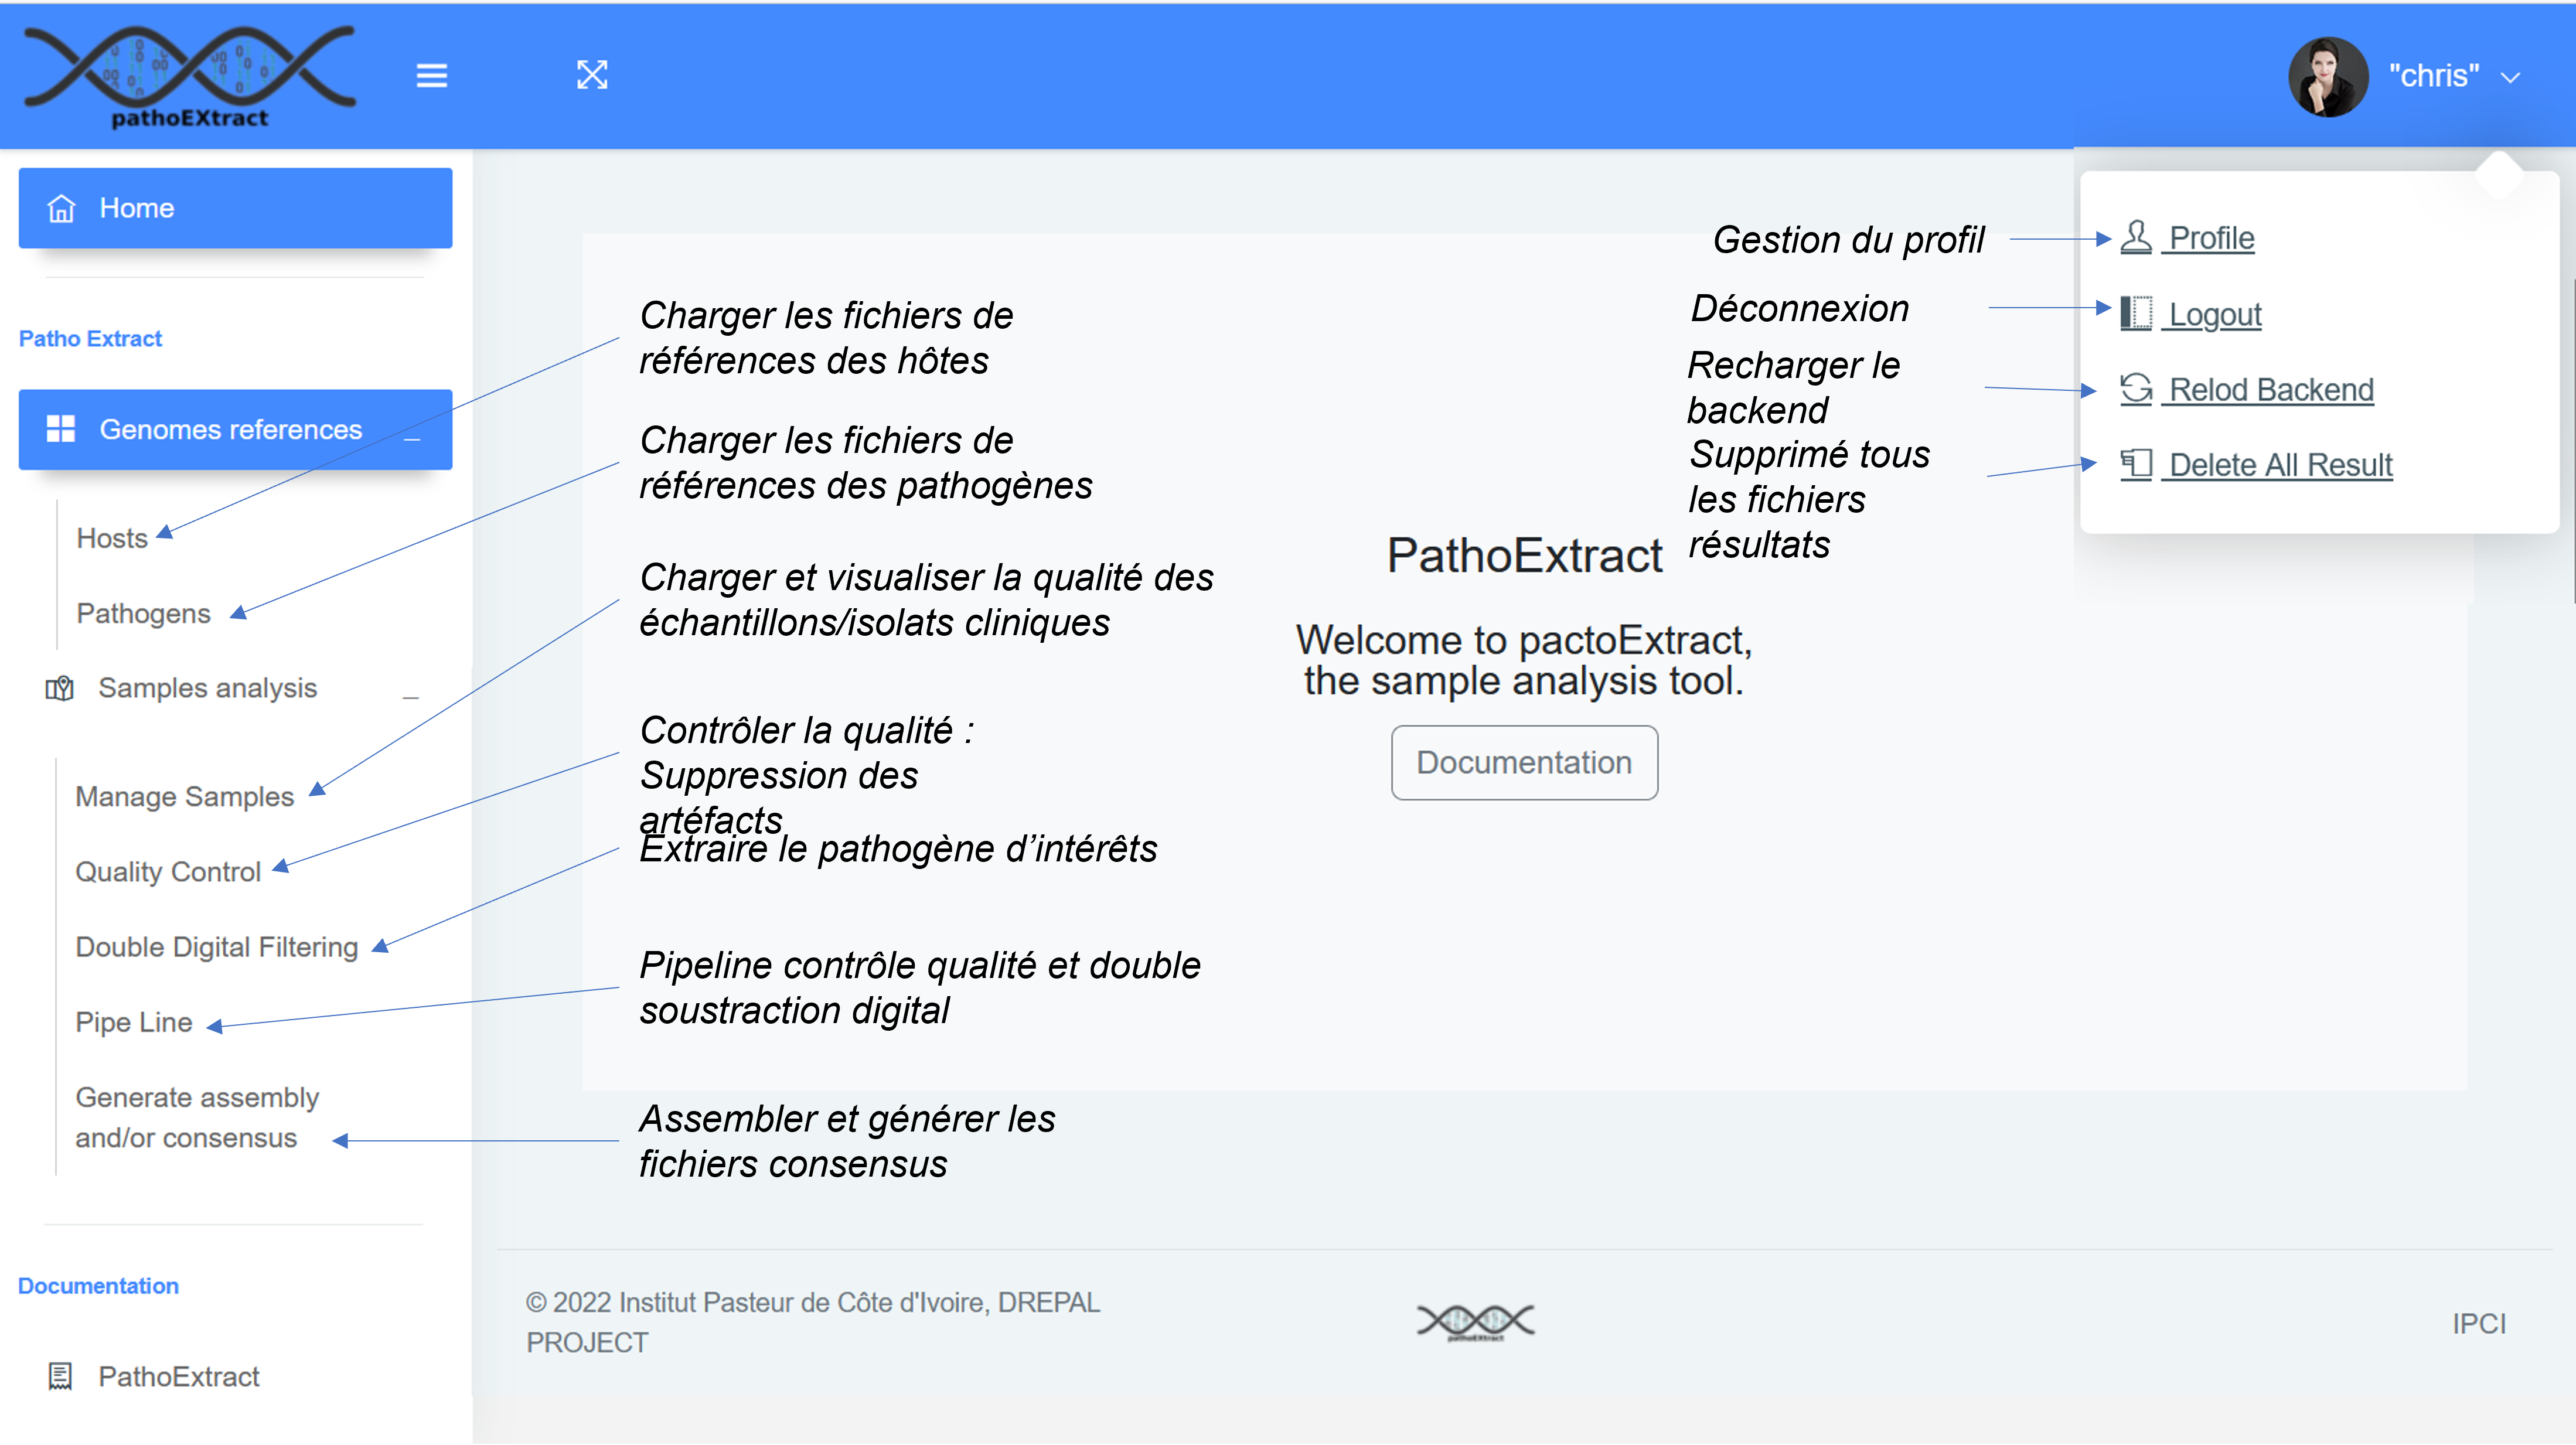 pathoEXtract
"chris"
Home
Patho Extract
Genomes references
Hosts
Pathogens
Samples analysis
Manage Samples
Quality Control
Double Digital Filtering
Pipe Line
Generate assembly
and/or consensus
Documentation
PathoExtract
Charger les fichiers de
références des hôtes
Charger les fichiers de
références des pathogènes
Charger et visualiser la qualité des
échantillons/isolats cliniques
Contrôler la qualité :
Suppression des
artéfacts
Extraire le pathogène d’intérêts
Pipeline contrôle qualité et double
soustraction digital
Assembler et générer les
fichiers consensus
PathoExtract
Welcome to pactoExtract,
the sample analysis tool.
Documentation
Gestion du profil
Déconnexion
Recharger le
backend
Supprimé tous
les fichiers
résultats
Profile
Logout
Relod Backend
Delete All Result
© 2022 Institut Pasteur de Côte d'Ivoire, DREPAL
PROJECT
pathoEXtract
IPCI